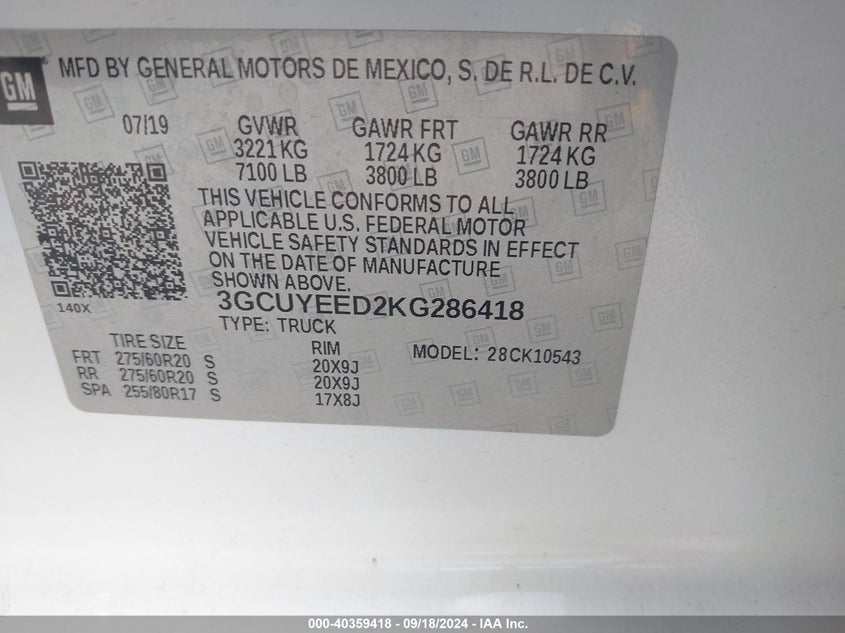 GM ® MFD BY GENERAL MOTORS DE MEXICO, S. DE R.L. DE C.V.
07/19 GVWR GAWR FRT GAWR RR
3221 KG 1724 KG 1724 KG
7100 LB 3800 LB 3800 LB
THIS VEHICLE CONFORMS TO ALL
APPLICABLE U.S. FEDERAL MOTOR
VEHICLE SAFETY STANDARDS IN EFFECT
ON THE DATE OF MANUFACTURE
SHOWN ABOVE.
140X 3GCUYEED2KG286418
TYPE: TRUCK
TIRE SIZE RIM MODEL: 28CK10543
FRT 275/60R20 S 20X9J
RR 275/60R20 S 20X9J
SPA 255/80R17 S 17X8J
000-40359418 - 09/18/2024 - IAA Inc.